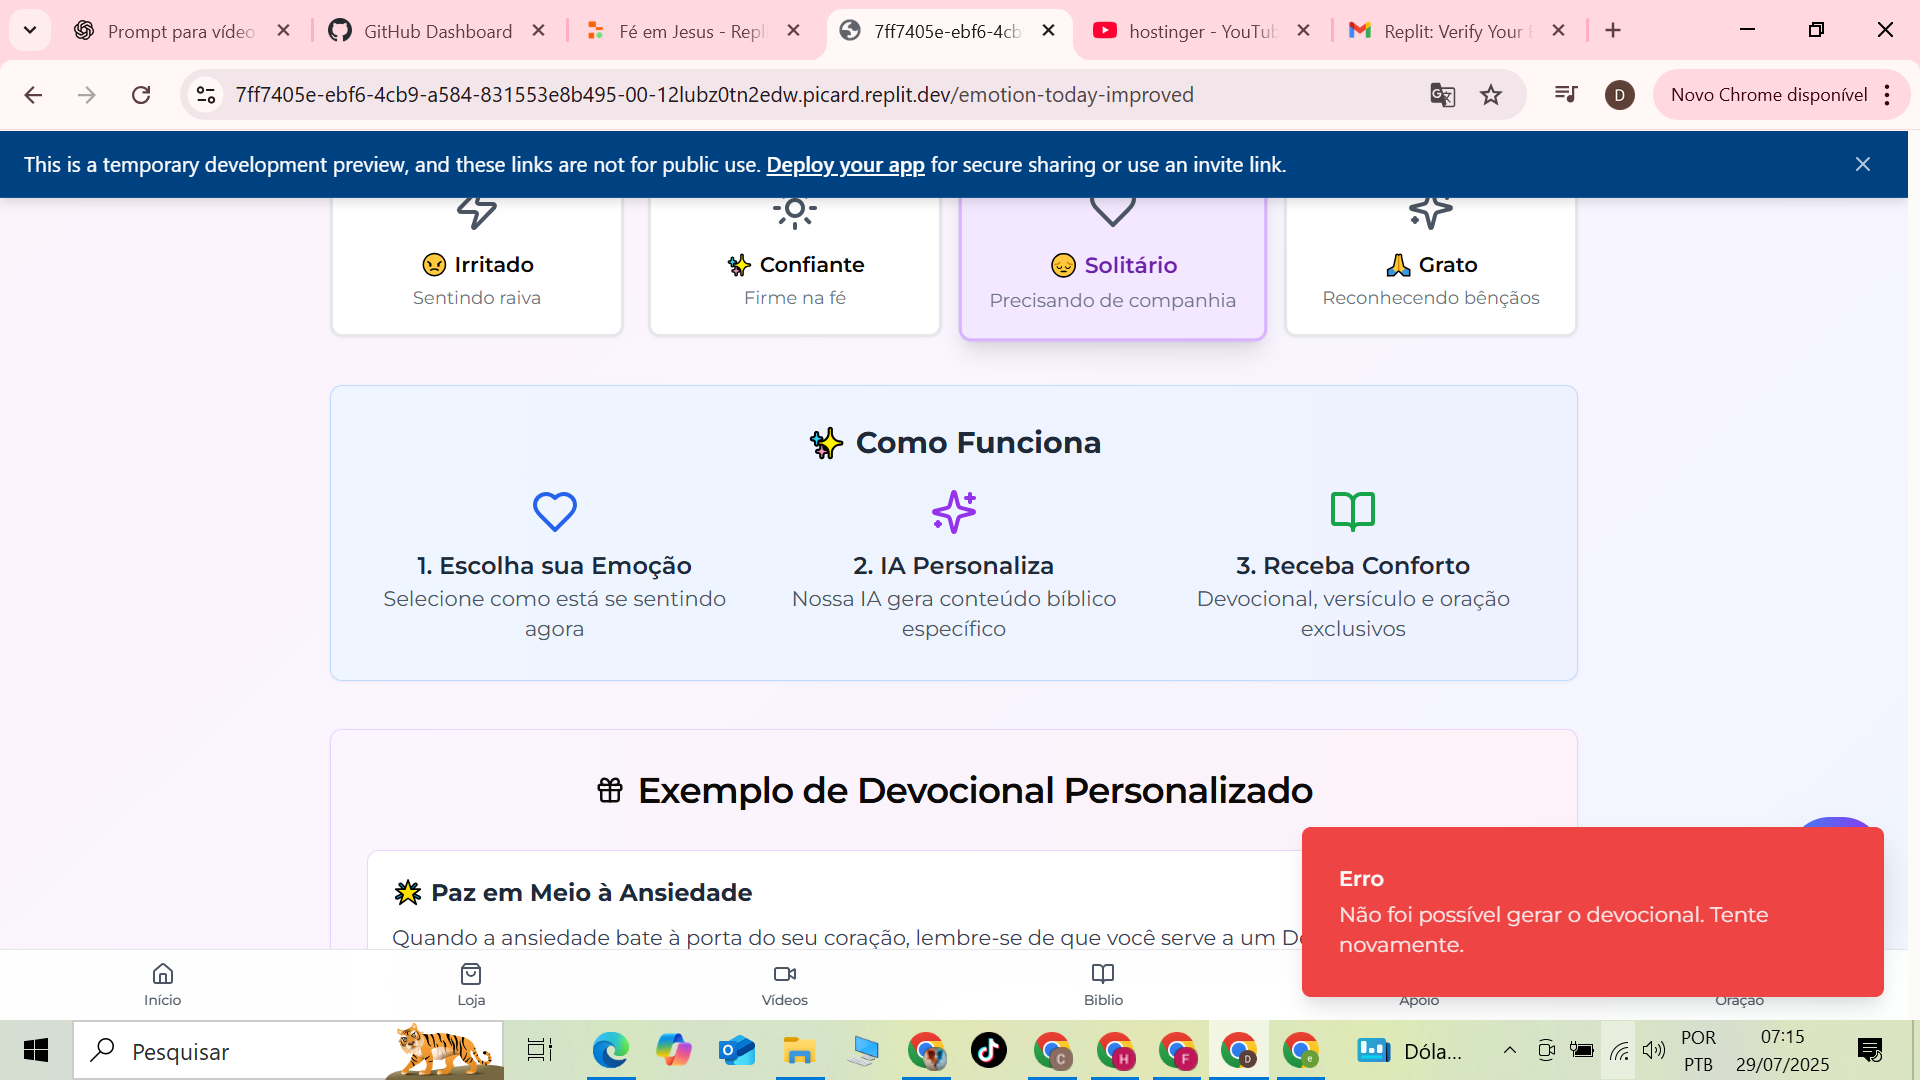 Prompt para vídeo
GitHub Dashboard
Fé em Jesus - Repli
7ff7405e-ebf6-4cb
hostinger - YouTub
Replit: Verify Your E
7ff7405e-ebf6-4cb9-a584-831553e8b495-00-12lubz0tn2edw.picard.replit.dev/emotion-today-improved
D
Novo Chrome disponível
This is a temporary development preview, and these links are not for public use. Deploy your app for secure sharing or use an invite link.
😠 Irritado
Sentindo raiva
✨ Confiante
Firme na fé
😔 Solitário
Precisando de companhia
🙏 Grato
Reconhecendo bênçãos
✨ Como Funciona
1. Escolha sua Emoção
Selecione como está se sentindo
agora
2. IA Personaliza
Nossa IA gera conteúdo bíblico
específico
3. Receba Conforto
Devocional, versículo e oração
exclusivos
Exemplo de Devocional Personalizado
🌟 Paz em Meio à Ansiedade
Quando a ansiedade bate à porta do seu coração, lembre-se de que você serve a um De
Erro
Não foi possível gerar o devocional. Tente
novamente.
Início
Loja
Vídeos
Biblio
Apoio
Oração
Pesquisar
C
H
F
D
e
Dóla...
POR
PTB
07:15
29/07/2025